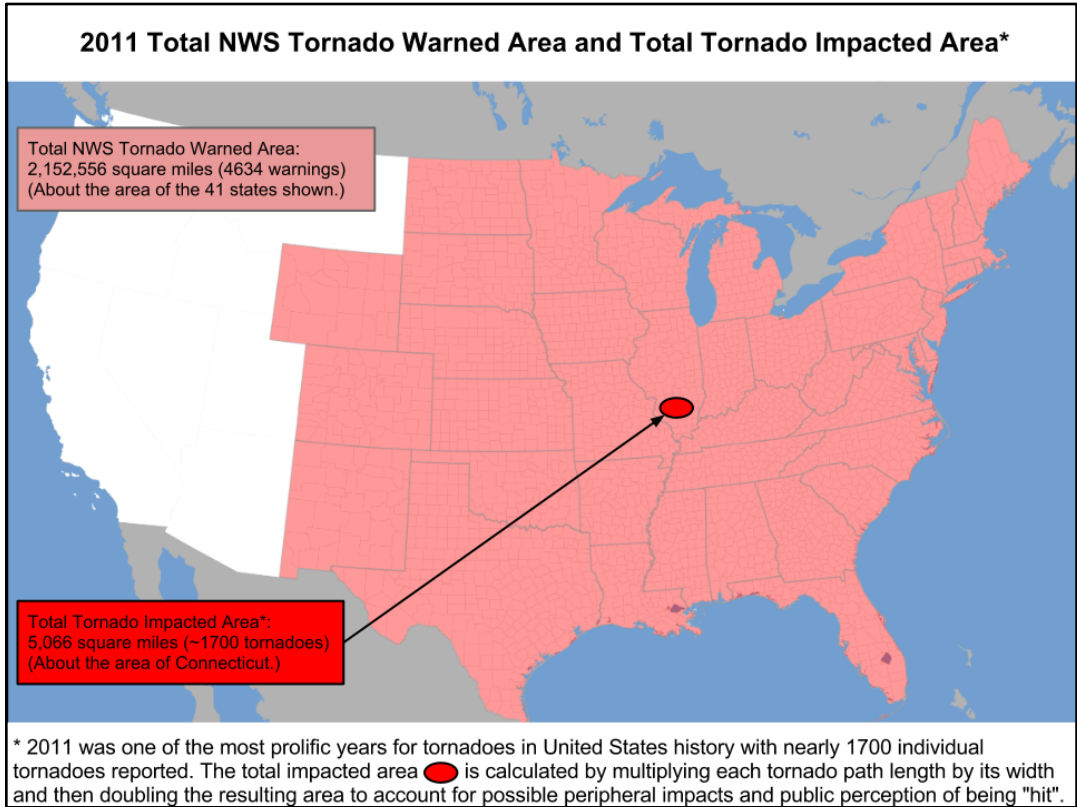 2011 Total NWS Tornado Warned Area and Total Tornado Impacted Area*
Total NWS Tornado Warned Area:
2,152,556 square miles (4634 warnings)
(About the area of the 41 states shown.)
Total Tornado Impacted Area*:
5,066 square miles (~1700 tornadoes)
(About the area of Connecticut.)
* 2011 was one of the most prolific years for tornadoes in United States history with nearly 1700 individual
tornadoes reported. The total impacted area is calculated by multiplying each tornado path length by its width
and then doubling the resulting area to account for possible peripheral impacts and public perception of being "hit".